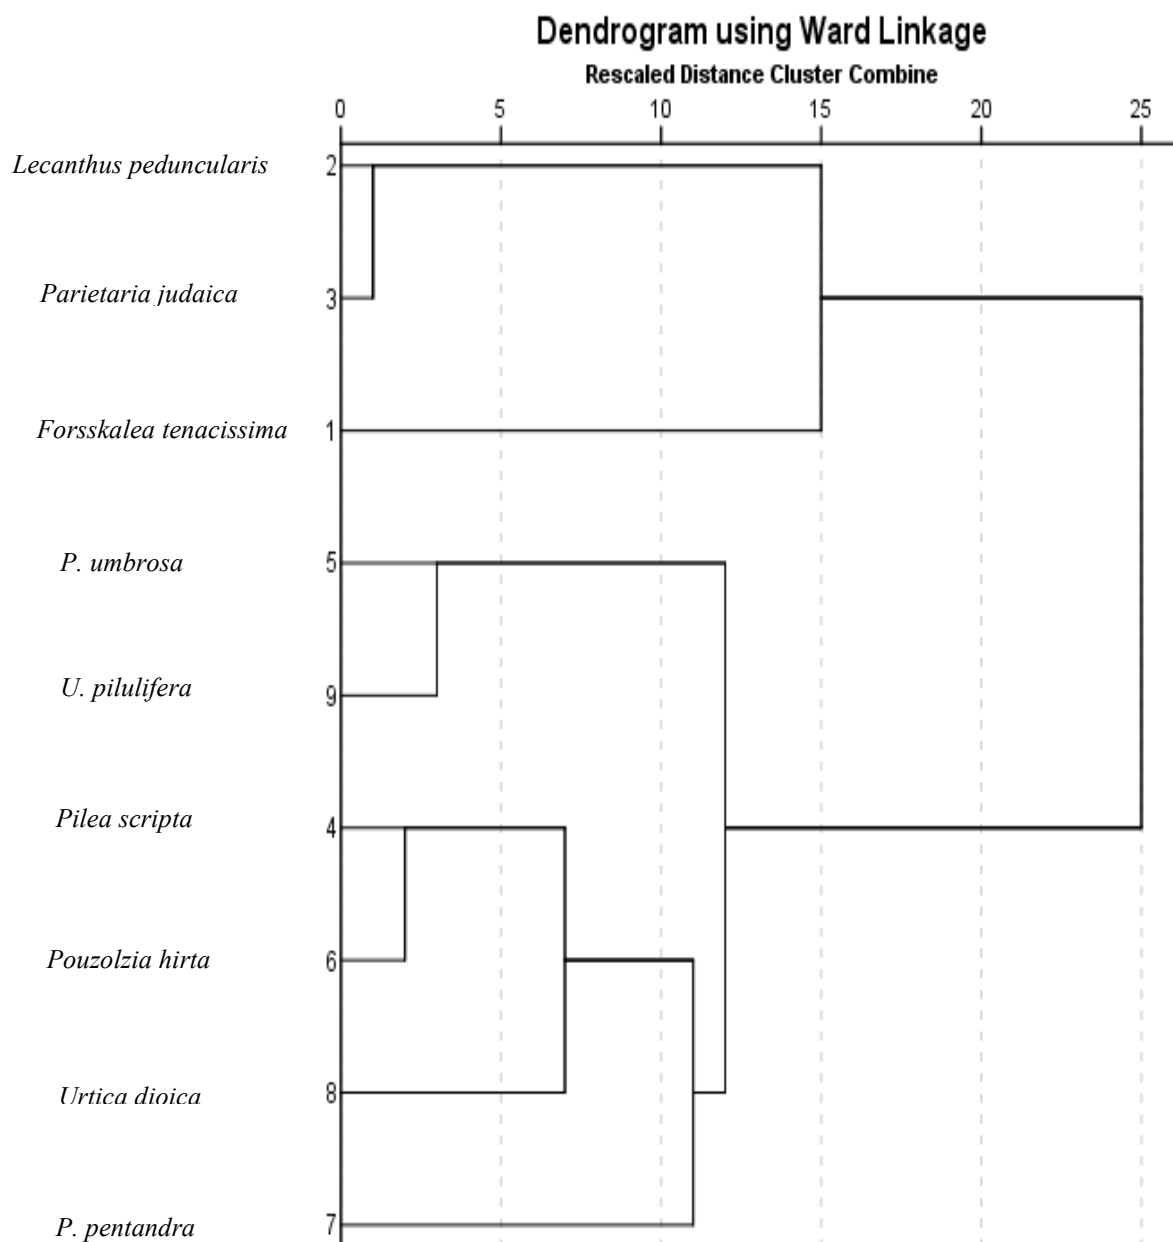 Dendrogram using Ward Linkage
Rescaled Distance Cluster Combine
0 5 10 15 20 25
Lecanthus peduncularis 2
Parietaria judaica 3
Forsskalea tenacissima 1
P. umbrosa 5
U. pilulifera 9
Pilea scripta 4
Pouzolzia hirta 6
Urtica dioica 8
P. pentandra 7